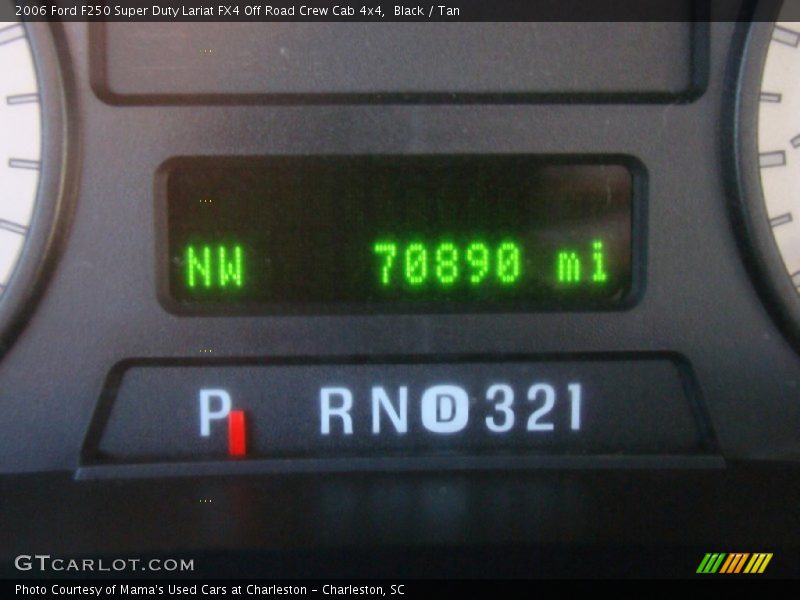 2006 Ford F250 Super Duty Lariat FX4 Off Road Crew Cab 4x4, Black / Tan
NW 70890 mi
P R N D 3 2 1
GTCARLOT.COM
Photo Courtesy of Mama's Used Cars at Charleston - Charleston, SC